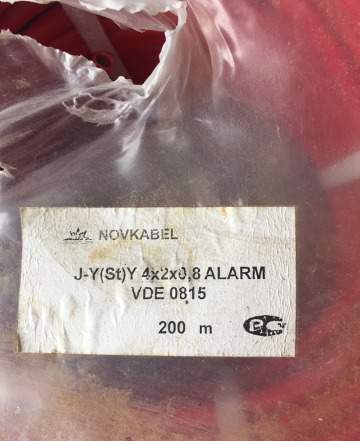 NOVKABEL
J-Y(St)Y 4x2x0,8 ALARM
VDE 0815
200 m